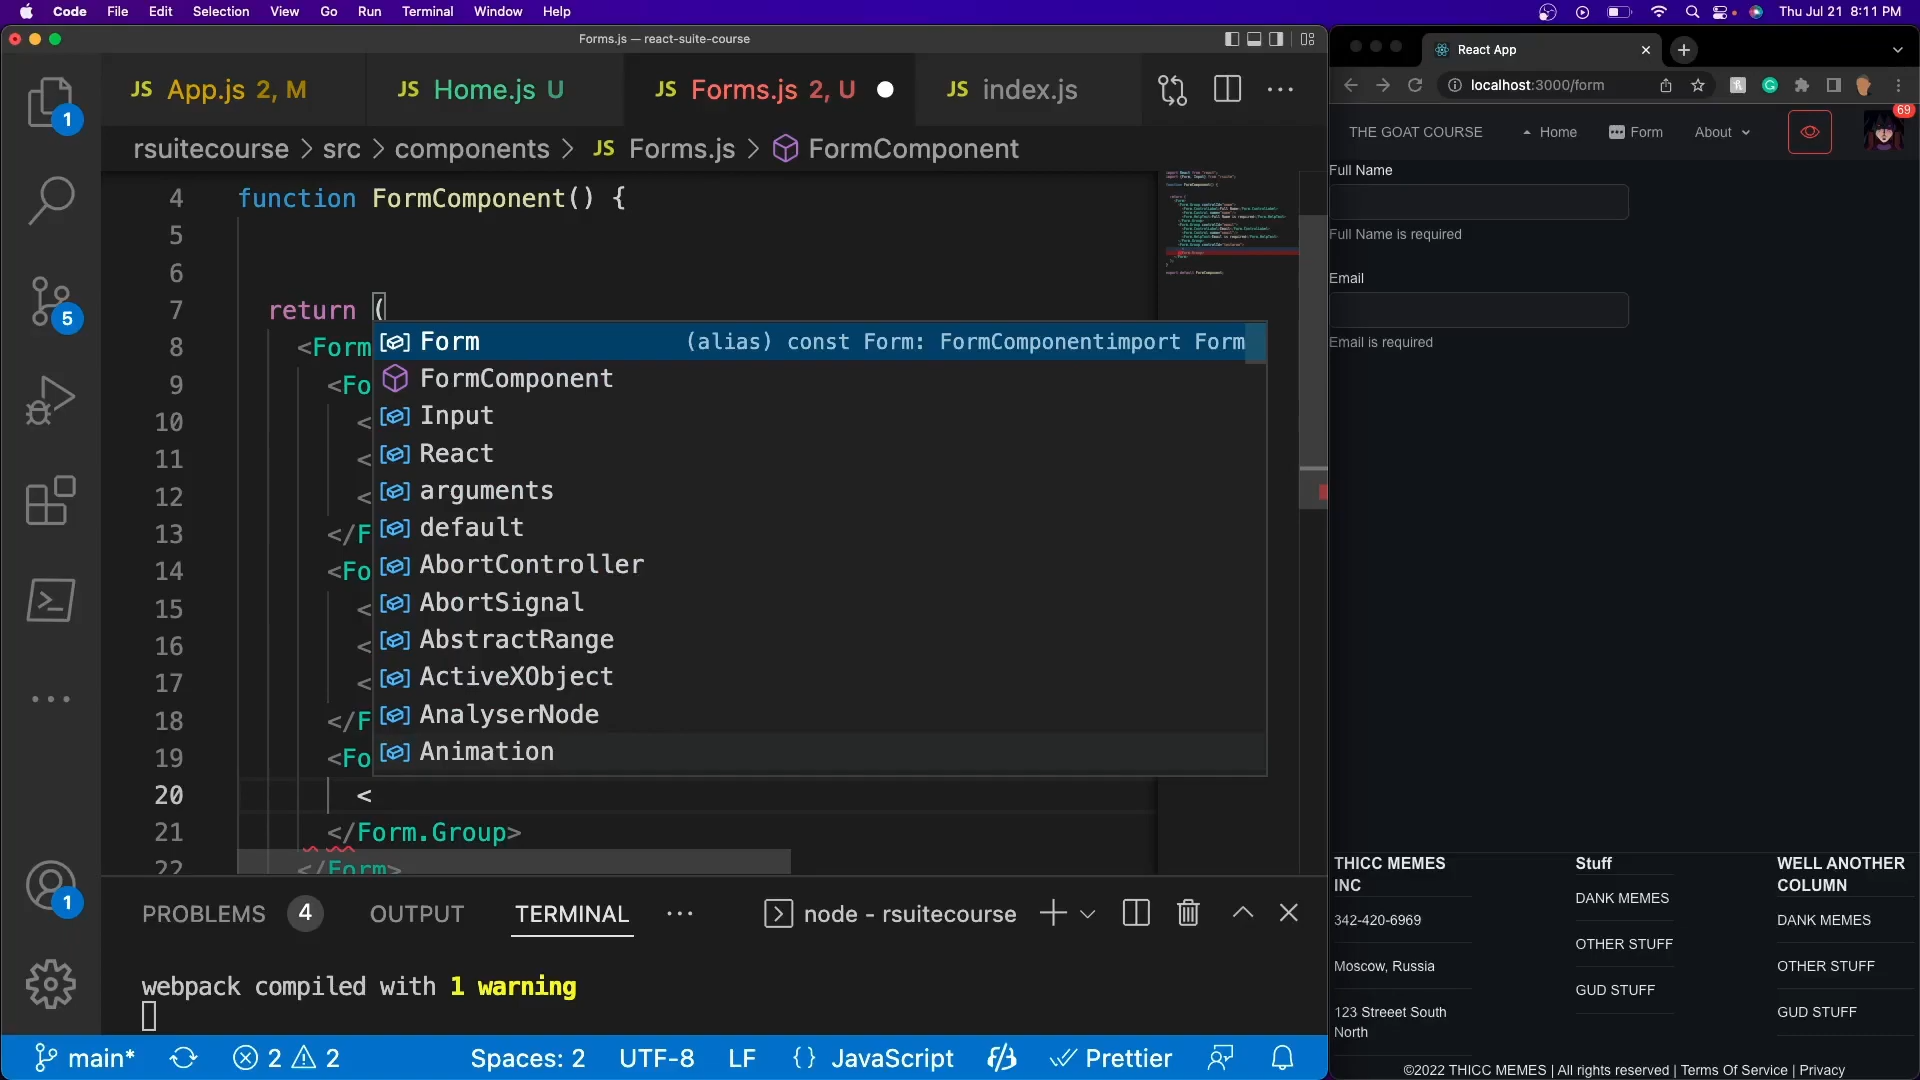 Code File Edit Selection View Go Run Terminal Window Help
Thu Jul 21 8:11 PM
Forms.js — react-suite-course
JS App.js 2, M
JS Home.js U
JS Forms.js 2, U
JS index.js
rsuitecourse > src > components > JS Forms.js > FormComponent
4 function FormComponent() {
5
6
7 return (
8 <Form
9 <Fo
10 <
11 <
12 <
13 </F
14 <Fo
15 <
16 <
17 <
18 </F
19 <Fo
20 <
21 </Form.Group>
22 </Form>
Form (alias) const Form: FormComponentimport Form
FormComponent
Input
React
arguments
default
AbortController
AbortSignal
AbstractRange
ActiveXObject
AnalyserNode
Animation
1
5
1
PROBLEMS 4 OUTPUT TERMINAL ··· node - rsuitecourse
webpack compiled with 1 warning
main* 2 2 Spaces: 2 UTF-8 LF {} JavaScript Prettier
React App
localhost:3000/form
THE GOAT COURSE Home Form About 69
Full Name
Full Name is required
Email
Email is required
THICC MEMES
INC
342-420-6969
Moscow, Russia
123 Streeet South
North
Stuff
DANK MEMES
OTHER STUFF
GUD STUFF
WELL ANOTHER
COLUMN
DANK MEMES
OTHER STUFF
GUD STUFF
©2022 THICC MEMES | All rights reserved | Terms Of Service | Privacy